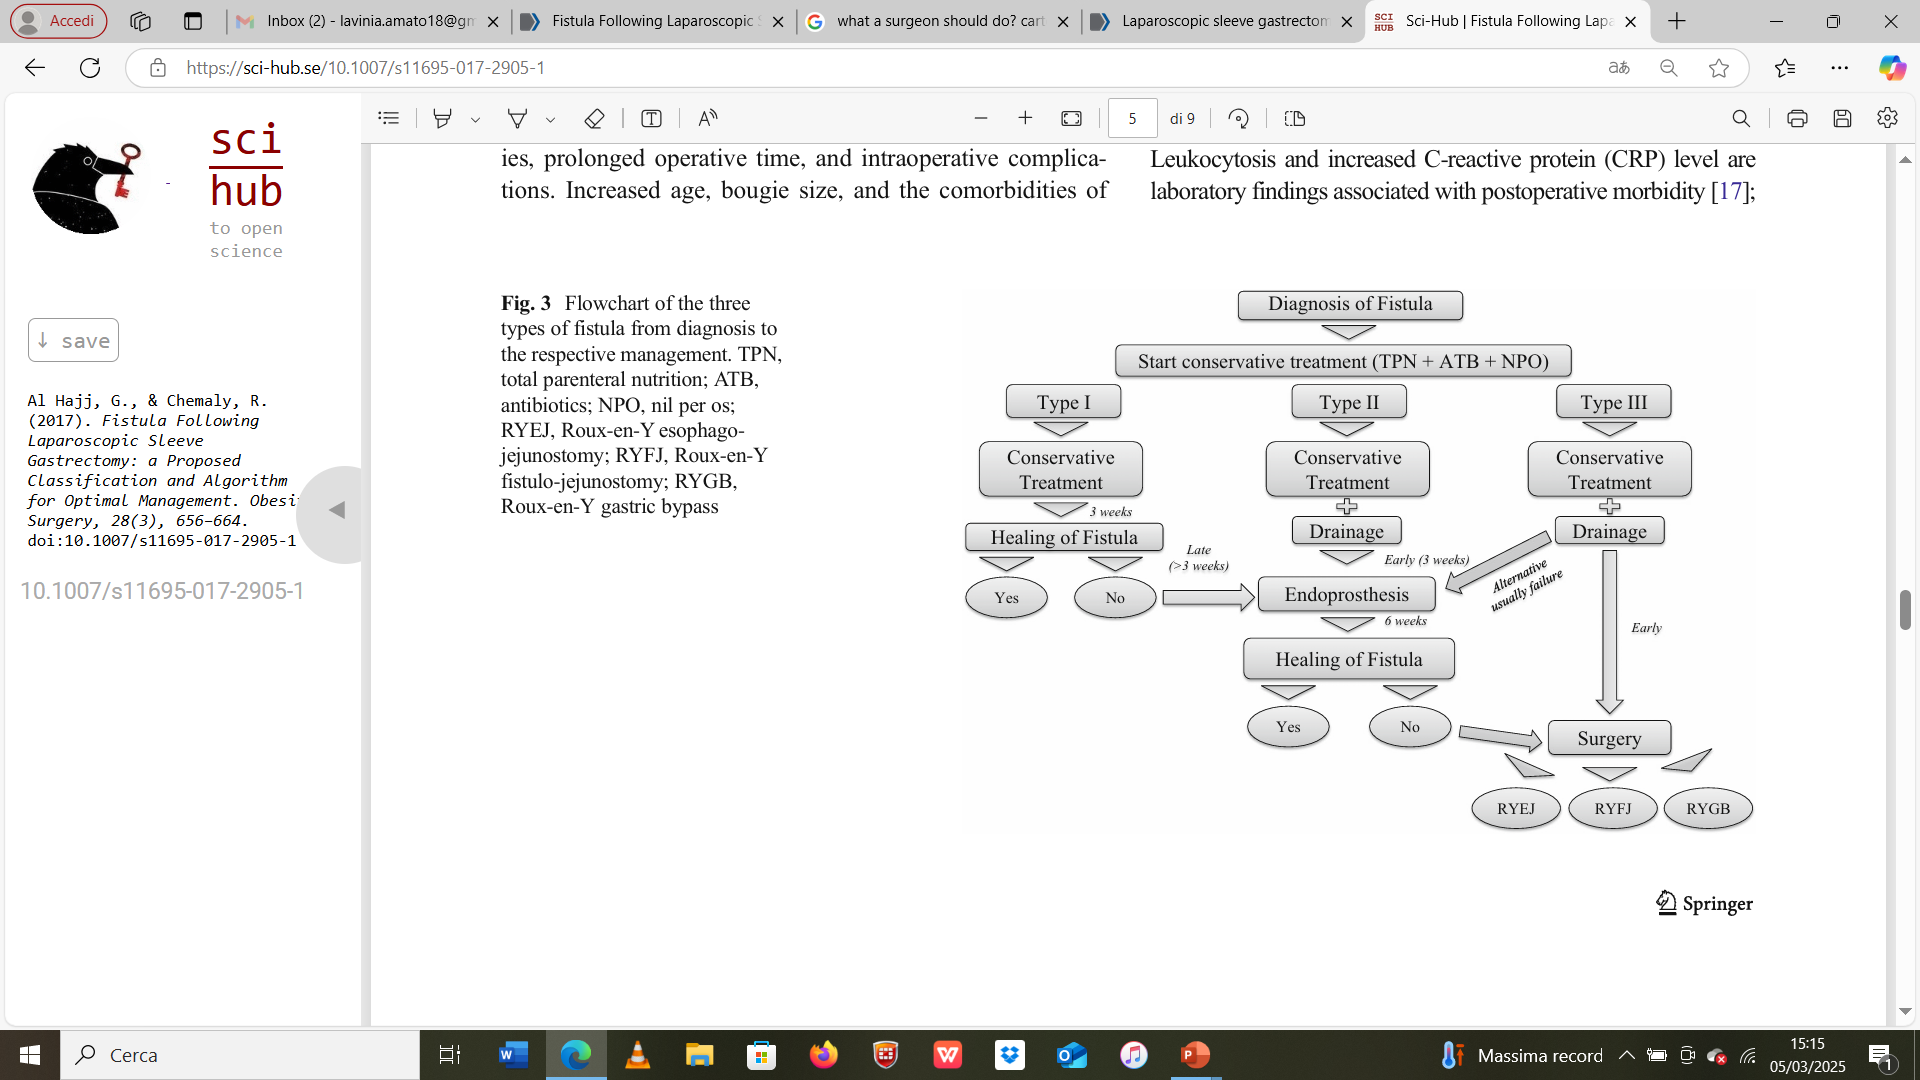 Accedi
Inbox (2) - lavinia.amato18@gm
Fistula Following Laparoscopic S
what a surgeon should do? cart
Laparoscopic sleeve gastrectom
SCI HUB
Sci-Hub | Fistula Following Lapa
https://sci-hub.se/10.1007/s11695-017-2905-1
5 di 9
sci
hub
to open
science
↓ save
Al Hajj, G., & Chemaly, R.
(2017). Fistula Following
Laparoscopic Sleeve
Gastrectomy: a Proposed
Classification and Algorithm
for Optimal Management. Obesi
Surgery, 28(3), 656–664.
doi:10.1007/s11695-017-2905-1
10.1007/s11695-017-2905-1
ies, prolonged operative time, and intraoperative complica-
tions. Increased age, bougie size, and the comorbidities of
Leukocytosis and increased C-reactive protein (CRP) level are
laboratory findings associated with postoperative morbidity [17];
Fig. 3 Flowchart of the three
types of fistula from diagnosis to
the respective management. TPN,
total parenteral nutrition; ATB,
antibiotics; NPO, nil per os;
RYEJ, Roux-en-Y esophago-
jejunostomy; RYFJ, Roux-en-Y
fistulo-jejunostomy; RYGB,
Roux-en-Y gastric bypass
Diagnosis of Fistula
Start conservative treatment (TPN + ATB + NPO)
Type I
Type II
Type III
Conservative
Treatment
Conservative
Treatment
Conservative
Treatment
3 weeks
Healing of Fistula
Drainage
Drainage
Late
(>3 weeks)
Early (3 weeks)
Alternative
usually failure
Yes
No
Endoprosthesis
6 weeks
Early
Healing of Fistula
Yes
No
Surgery
RYEJ
RYFJ
RYGB
Springer
Cerca
Massima record
15:15
05/03/2025
1